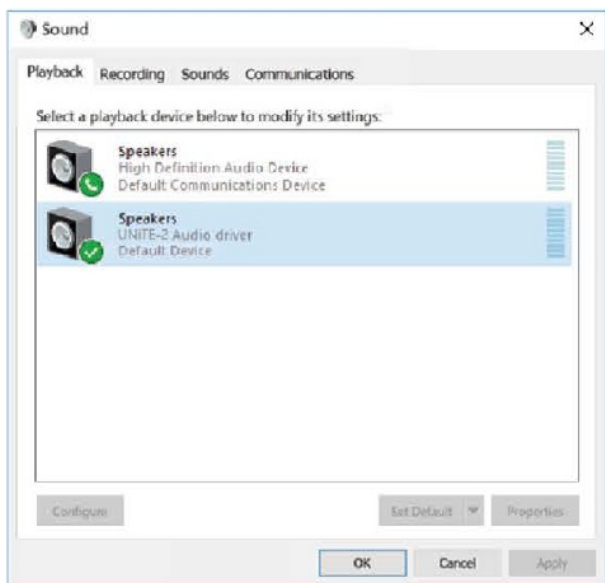 Sound
Playback Recording Sounds Communications
Select a playback device below to modify its settings:
Speakers
High Definition Audio Device
Default Communications Device
Speakers
UNiTE-2 Audio driver
Default Device
Configure Set Default Properties
OK Cancel Apply